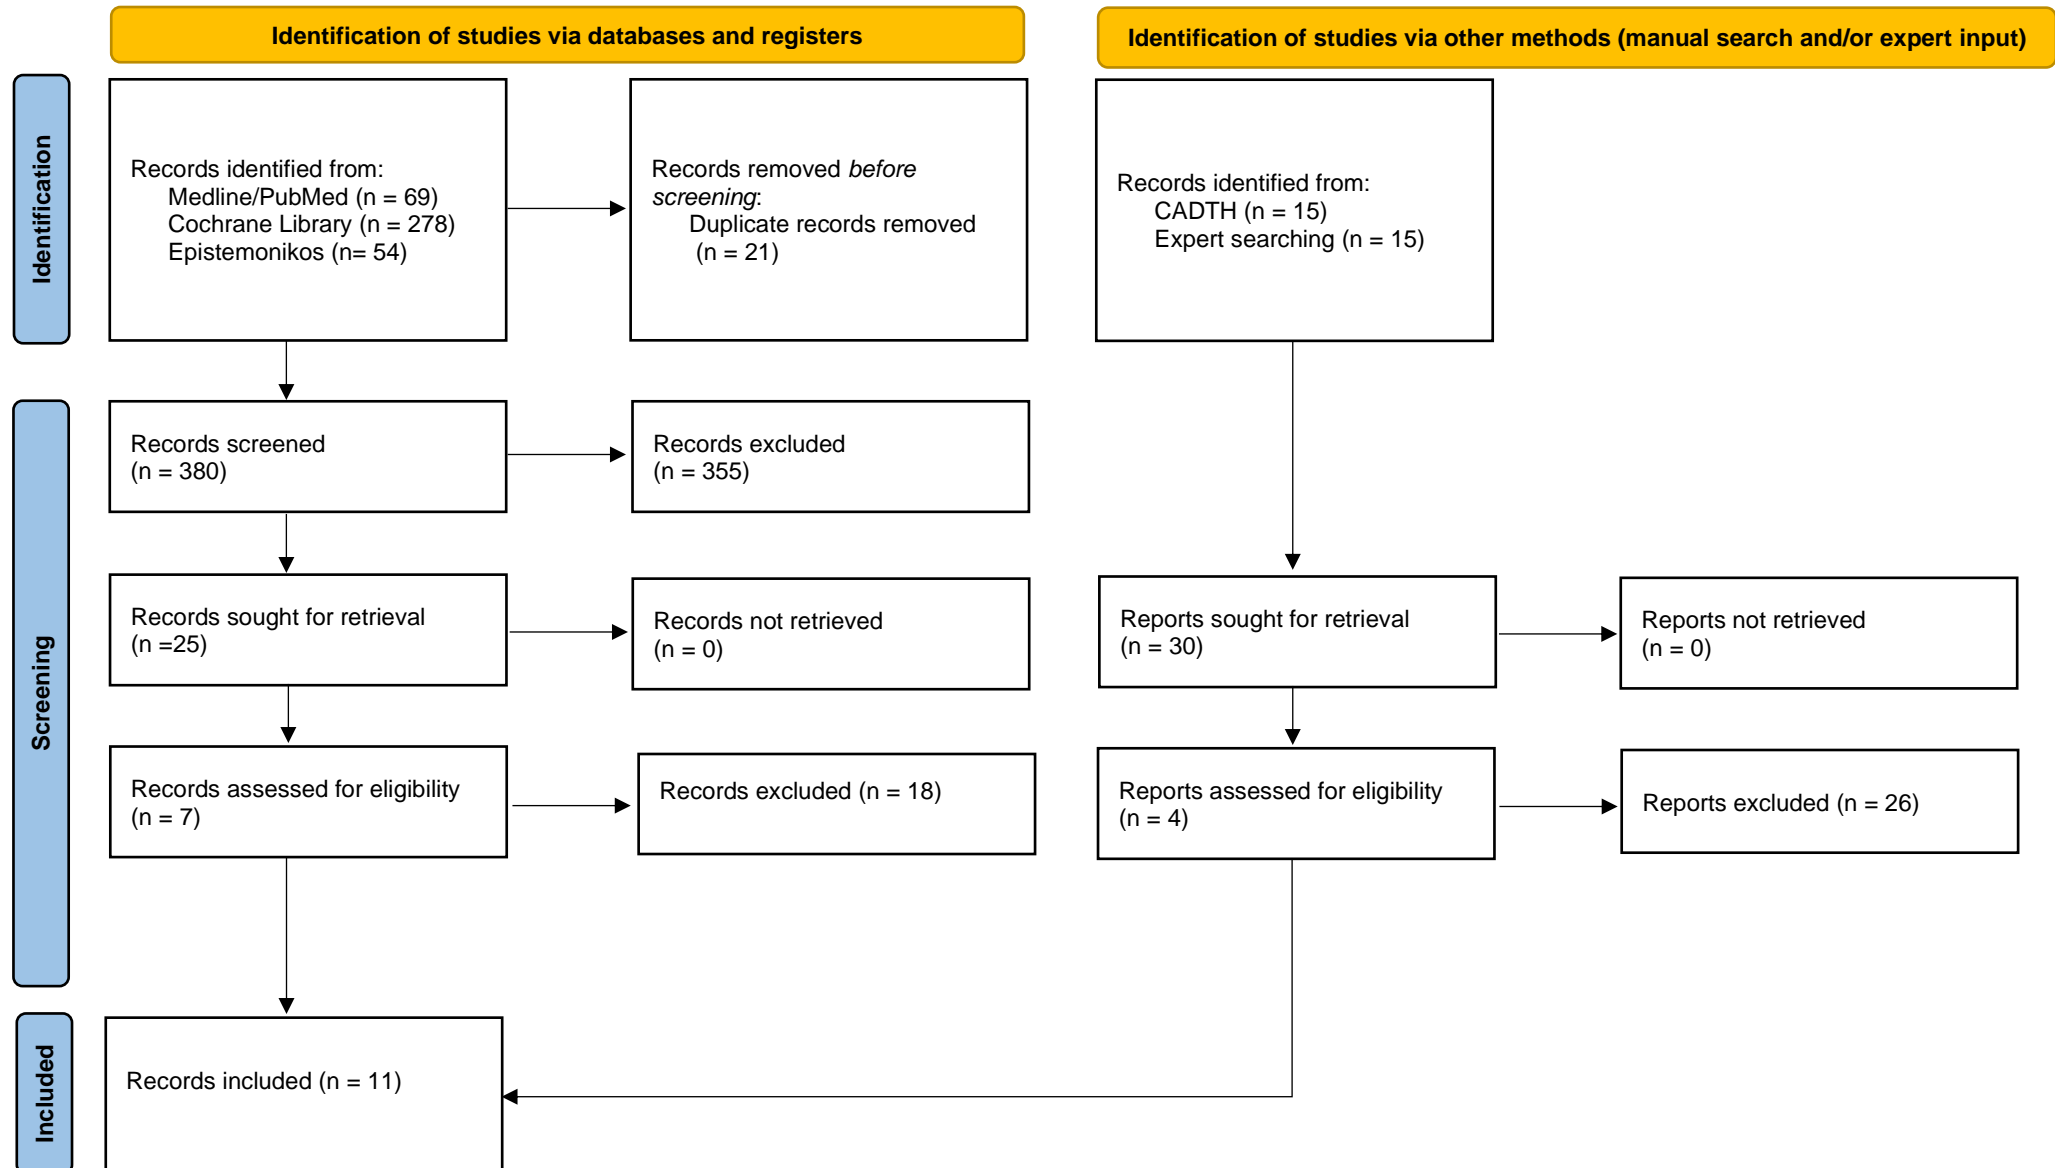 Identification of studies via databases and registers
Identification of studies via other methods (manual search and/or expert input)
Identification
Records identified from:
Medline/PubMed (n = 69)
Cochrane Library (n = 278)
Epistemonikos (n= 54)
Records removed before
screening:
Duplicate records removed
(n = 21)
Records identified from:
CADTH (n = 15)
Expert searching (n = 15)
Screening
Records screened
(n = 380)
Records excluded
(n = 355)
Records sought for retrieval
(n =25)
Records not retrieved
(n = 0)
Reports sought for retrieval
(n = 30)
Reports not retrieved
(n = 0)
Records assessed for eligibility
(n = 7)
Records excluded (n = 18)
Reports assessed for eligibility
(n = 4)
Reports excluded (n = 26)
Included
Records included (n = 11)